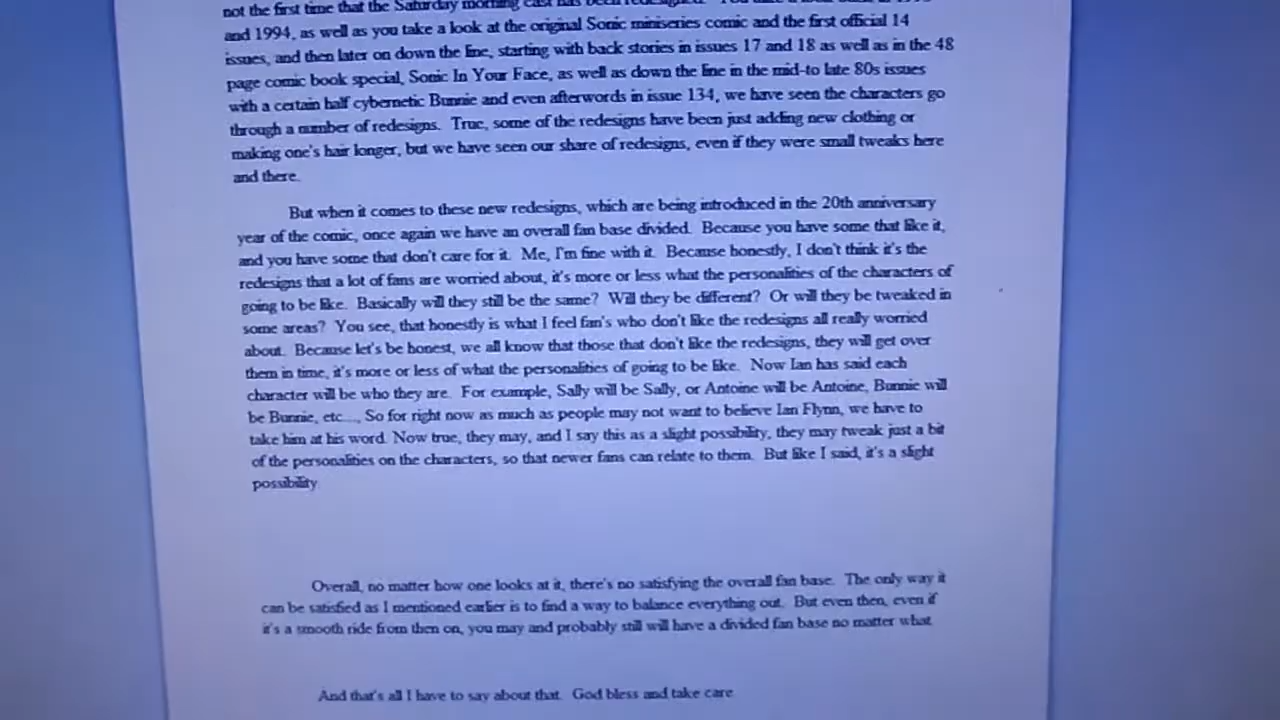 not the first time that the Saturday morning cast has been redesigned. You take a look back in
and 1994, as well as you take a look at the original Sonic miniseries comic and the first official 14
issues, and then later on down the line, starting with back stories in issues 17 and 18 as well as in the 48
page comic book special, Sonic In Your Face, as well as down the line in the mid-to late 80s issues
with a certain half cybernetic Bunnie and even afterwords in issue 134, we have seen the characters go
through a number of redesigns. True, some of the redesigns have been just adding new clothing or
making one's hair longer, but we have seen our share of redesigns, even if they were small tweaks here
and there.
But when it comes to these new redesigns, which are being introduced in the 20th anniversary
year of the comic, once again we have an overall fan base divided. Because you have some that like it,
and you have some that don't care for it. Me, I'm fine with it. Because honestly, I don't think it's the
redesigns that a lot of fans are worried about, it's more or less what the personalities of the characters of
going to be like. Basically will they still be the same? Will they be different? Or will they be tweaked in
some areas? You see, that honestly is what I feel fan's who don't like the redesigns all really worried
about. Because let's be honest, we all know that those that don't like the redesigns, they will get over
them in time, it's more or less of what the personalities of going to be like. Now Ian has said each
character will be who they are. For example, Sally will be Sally, or Antoine will be Antoine, Bunnie will
be Bunnie, etc...., So for right now as much as people may not want to believe Ian Flynn, we have to
take him at his word. Now true, they may, and I say this as a slight possibility, they may tweak just a bit
of the personalities on the characters, so that newer fans can relate to them. But like I said, it's a slight
possibility.
Overall, no matter how one looks at it, there's no satisfying the overall fan base. The only way it
can be satisfied as I mentioned earlier is to find a way to balance everything out. But even then, even if
it's a smooth ride from then on, you may and probably still will have a divided fan base no matter what.
And that's all I have to say about that. God bless and take care.